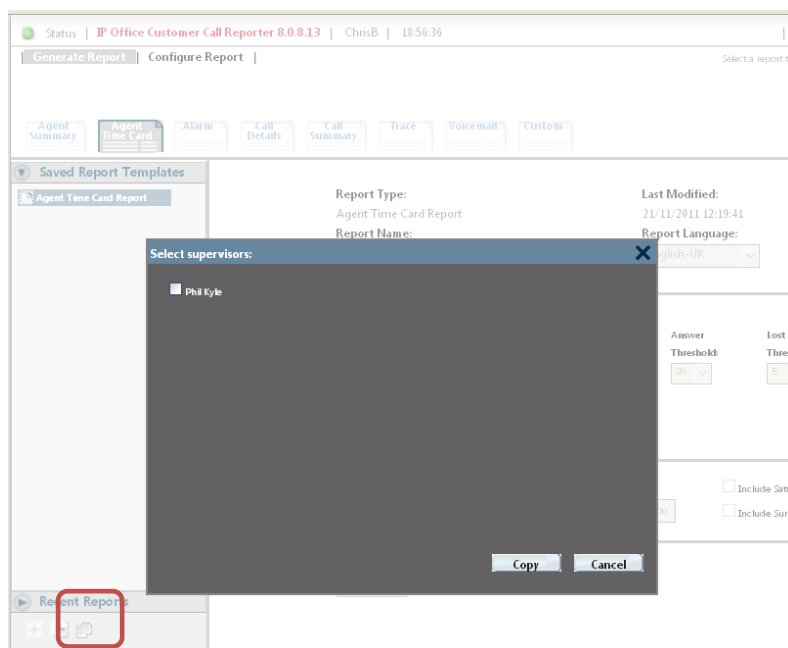 Status | IP Office Customer Call Reporter 8.0.8.13 | ChrisB | 18:56:36 |
Generate Report | Configure Report | Select a report t
Agent Summary
Agent Time Card
Alarm
Call Details
Call Summary
Trace
Voicemail
Custom
Saved Report Templates
Agent Time Card Report
Report Type:
Last Modified:
Agent Time Card Report
21/11/2011 12:19:41
Report Name:
Report Language:
glish-UK
Select supervisors:
Phil Kyle
Answer Threshold:
20
Lost Thre
5
Include Satu
00
Include Sun
Copy
Cancel
Recent Reports